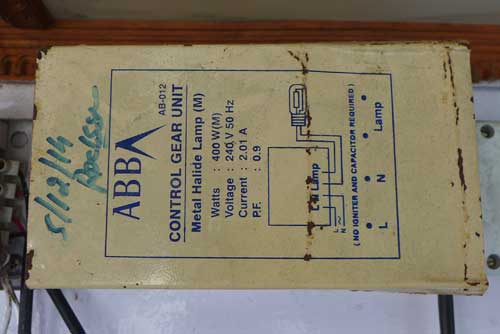 5/12/14
ABBA
AB-012
CONTROL GEAR UNIT
Metal Halide Lamp (M)
Watts : 400 W(M)
Voltage : 240 V 50 Hz
Current : 2.01 A
P.F. : 0.9
Lamp
L
N
( NO IGNITER AND CAPACITOR REQUIRED )
L N Lamp